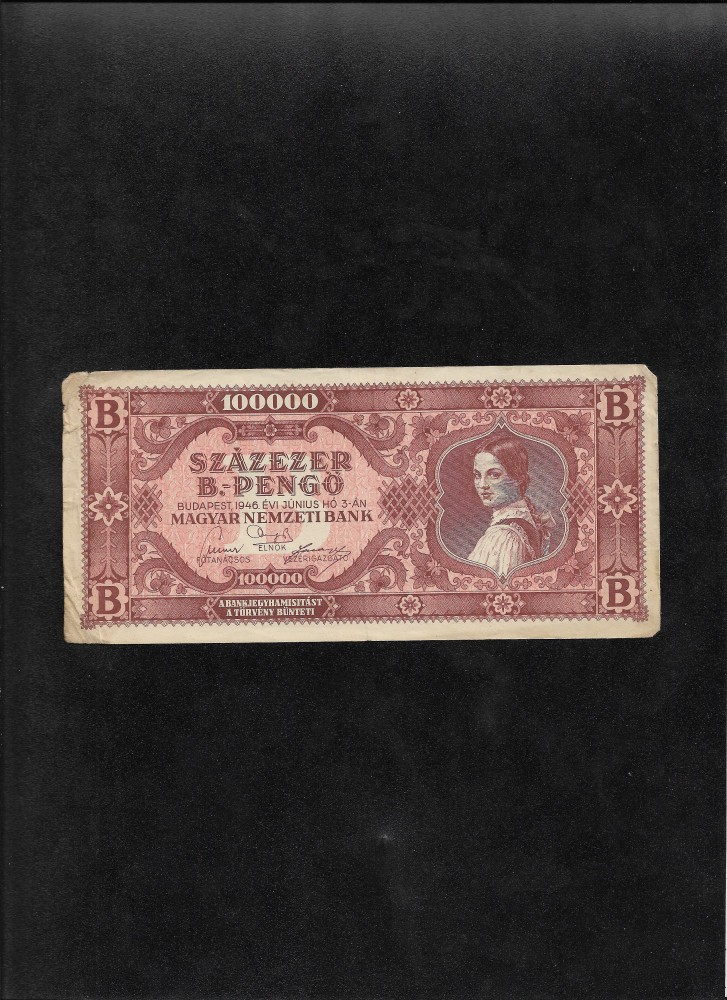 B 100000 B
SZÁZEZER
B.-PENGŐ
BUDAPEST, 1946. ÉVI JÚNIUS HÓ 3-ÁN
MAGYAR NEMZETI BANK
ELNÖK
FŐTANÁCSOS VEZÉRIGAZGATÓ
100000
B A BANKJEGYHAMISITÁST B
A TÖRVÉNY BÜNTETI